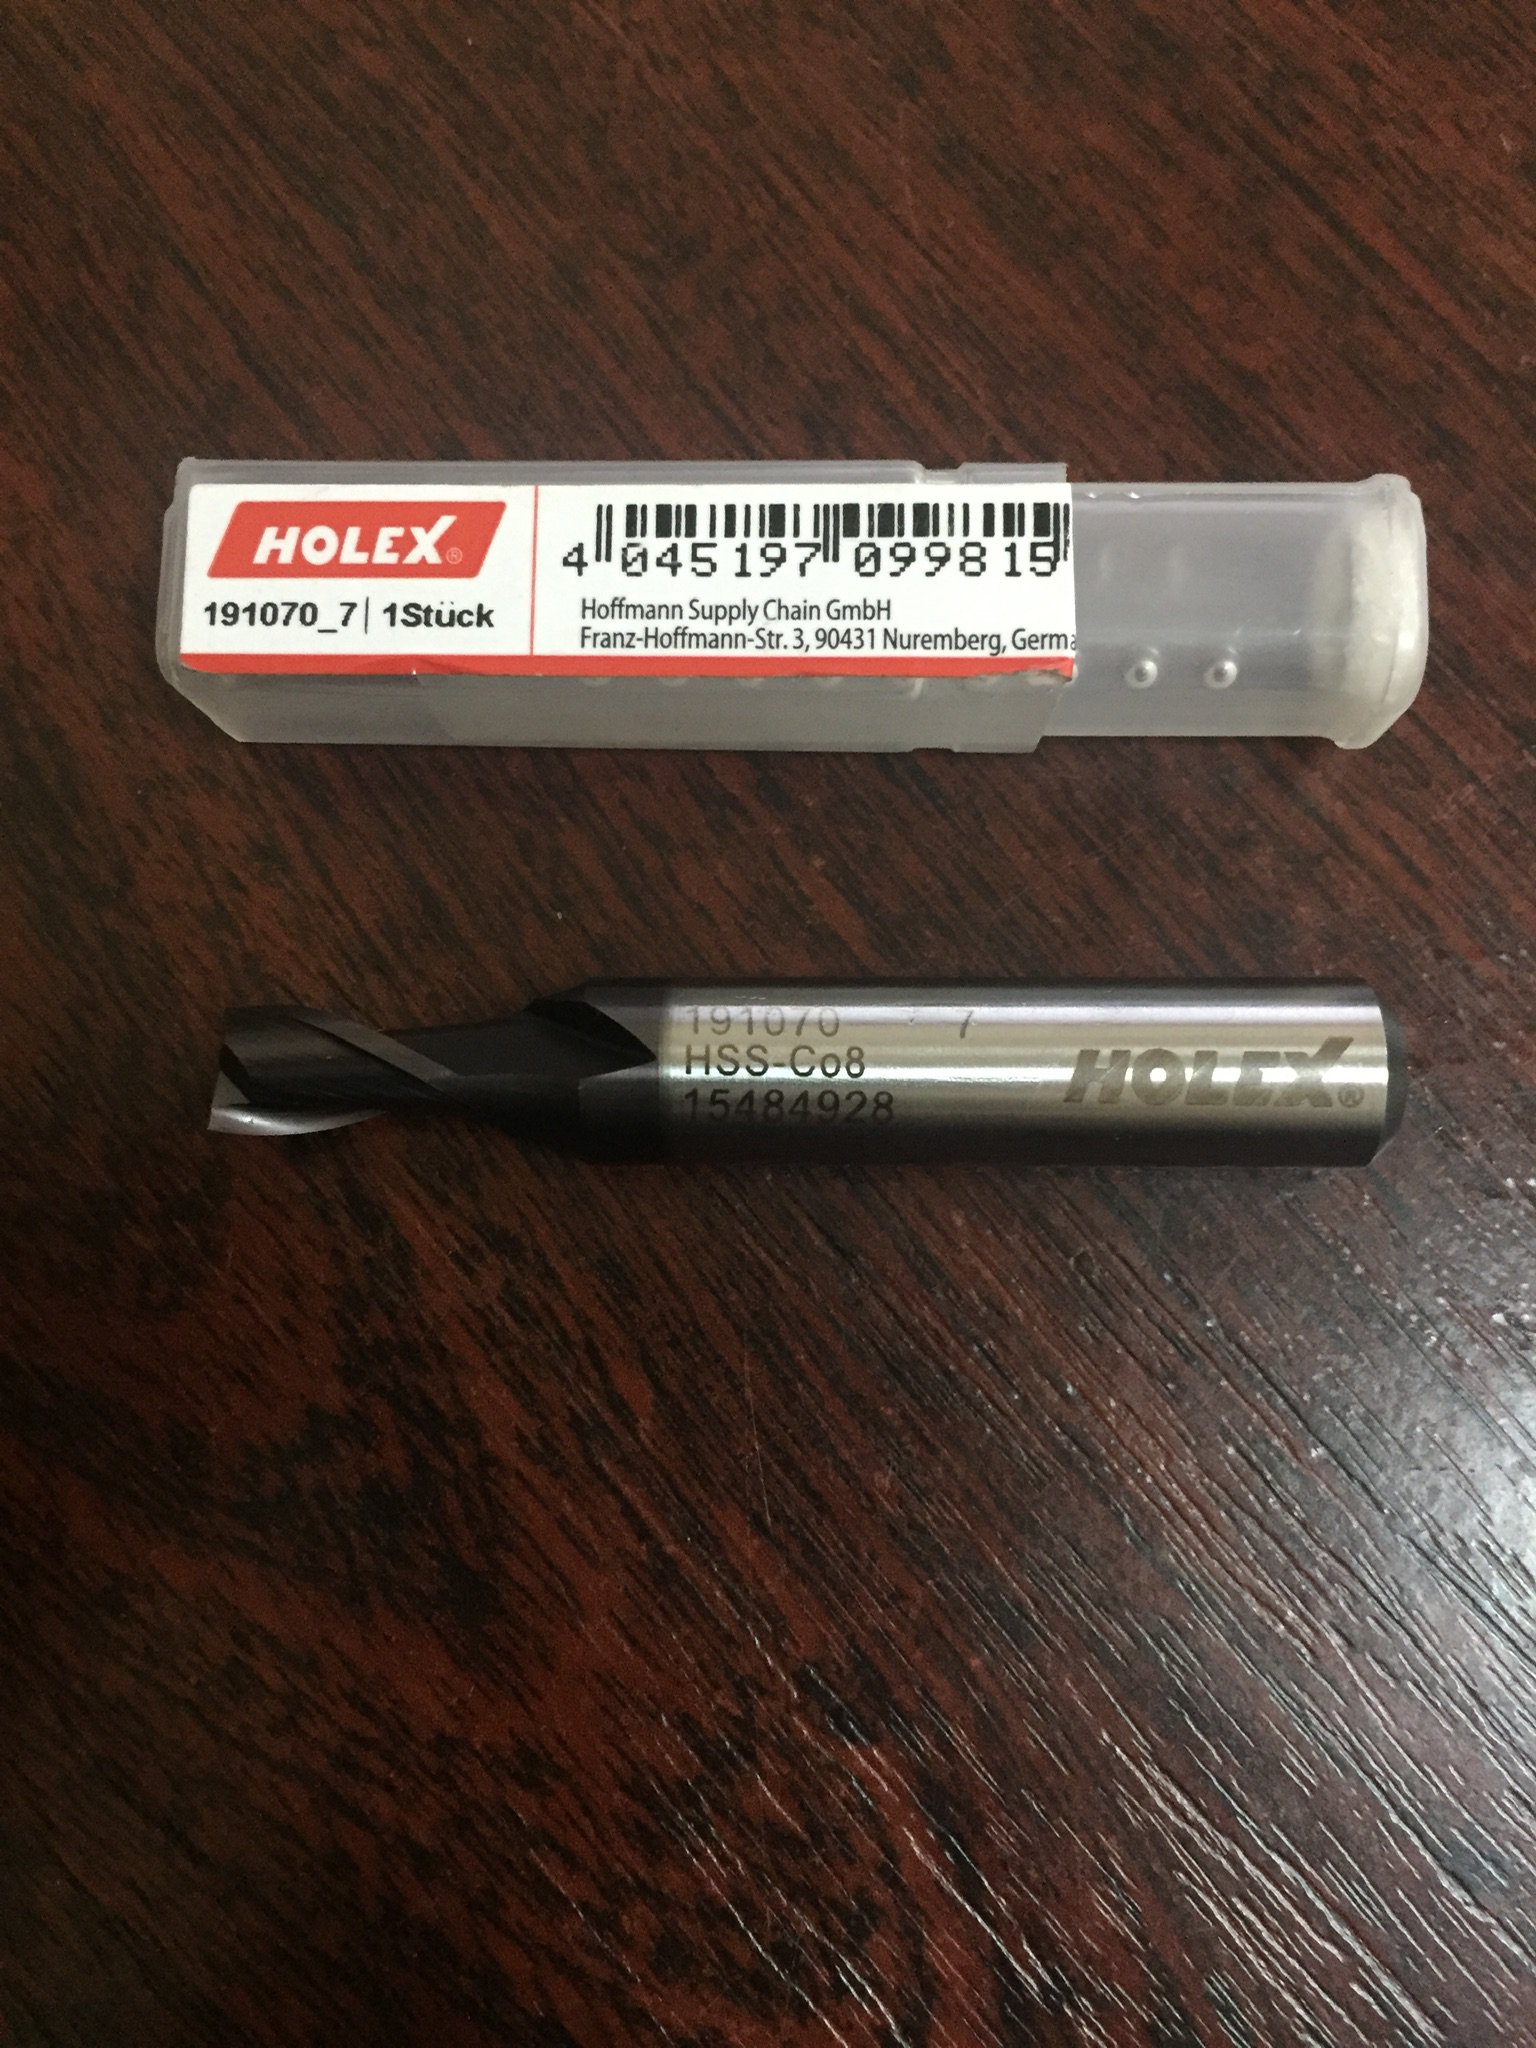 HOLEX®
191070_7 | 1Stück
4 045197 099815
Hoffmann Supply Chain GmbH
Franz-Hoffmann-Str. 3, 90431 Nuremberg, Germa
191070 7
HSS-Co8
15484928
HOLEX®